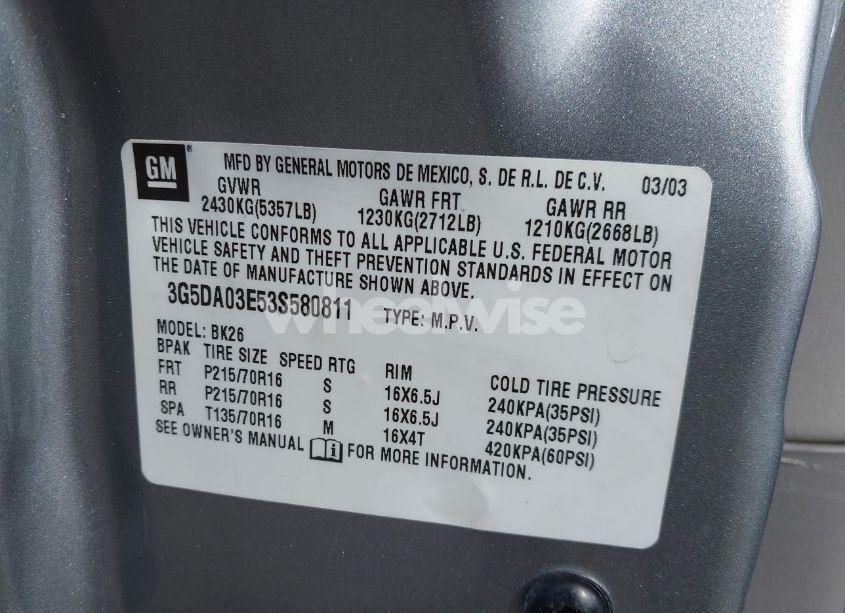 GM
MFD BY GENERAL MOTORS DE MEXICO, S. DE R.L. DE C.V. 03/03
GVWR GAWR FRT GAWR RR
2430KG(5357LB) 1230KG(2712LB) 1210KG(2668LB)
THIS VEHICLE CONFORMS TO ALL APPLICABLE U.S. FEDERAL MOTOR
VEHICLE SAFETY AND THEFT PREVENTION STANDARDS IN EFFECT ON
THE DATE OF MANUFACTURE SHOWN ABOVE.
3G5DA03E53S580811 TYPE: M.P.V.
wheelwise
MODEL: BK26
BPAK TIRE SIZE SPEED RTG RIM COLD TIRE PRESSURE
FRT P215/70R16 S 16X6.5J 240KPA(35PSI)
RR P215/70R16 S 16X6.5J 240KPA(35PSI)
SPA T135/70R16 M 16X4T 420KPA(60PSI)
SEE OWNER'S MANUAL FOR MORE INFORMATION.